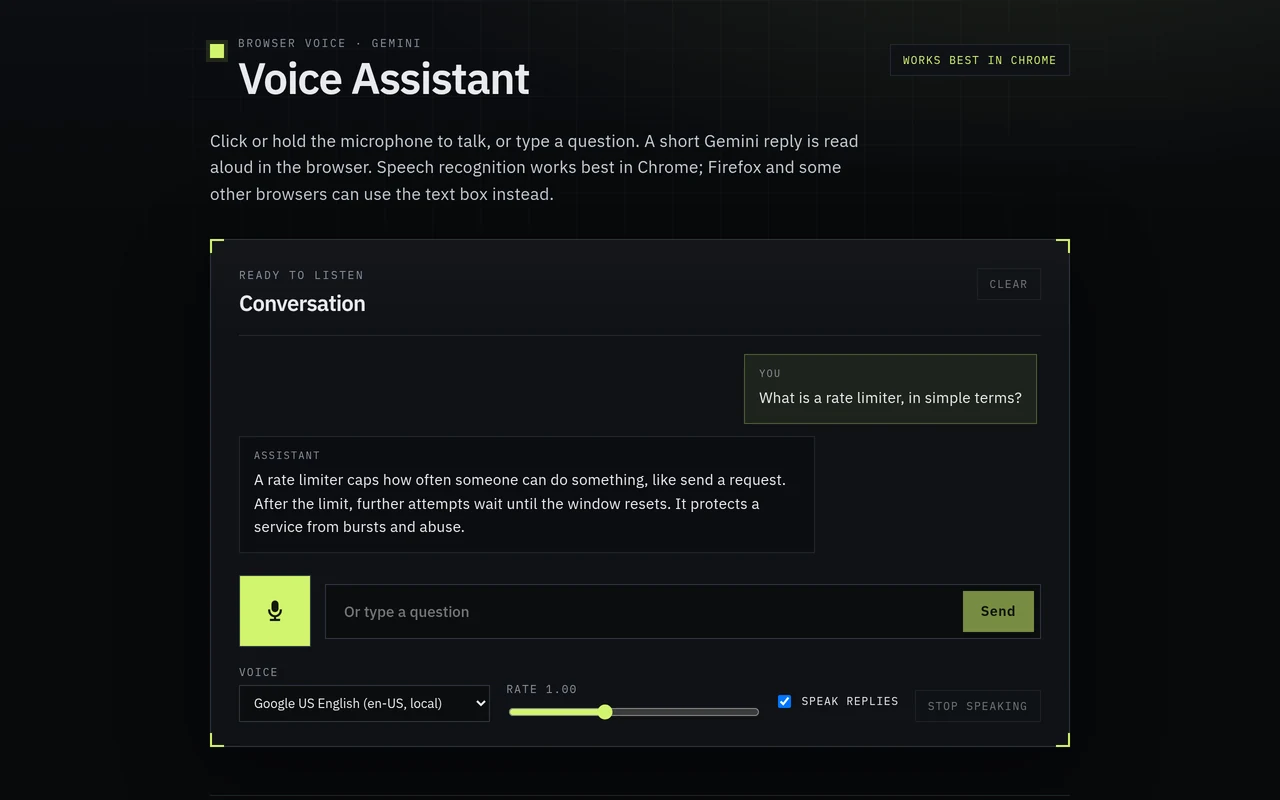 BROWSER VOICE · GEMINI
Voice Assistant
WORKS BEST IN CHROME
Click or hold the microphone to talk, or type a question. A short Gemini reply is read
aloud in the browser. Speech recognition works best in Chrome; Firefox and some
other browsers can use the text box instead.
READY TO LISTEN
Conversation
CLEAR
YOU
What is a rate limiter, in simple terms?
ASSISTANT
A rate limiter caps how often someone can do something, like send a request.
After the limit, further attempts wait until the window resets. It protects a
service from bursts and abuse.
Or type a question
Send
VOICE
Google US English (en-US, local)
RATE 1.00
SPEAK REPLIES
STOP SPEAKING